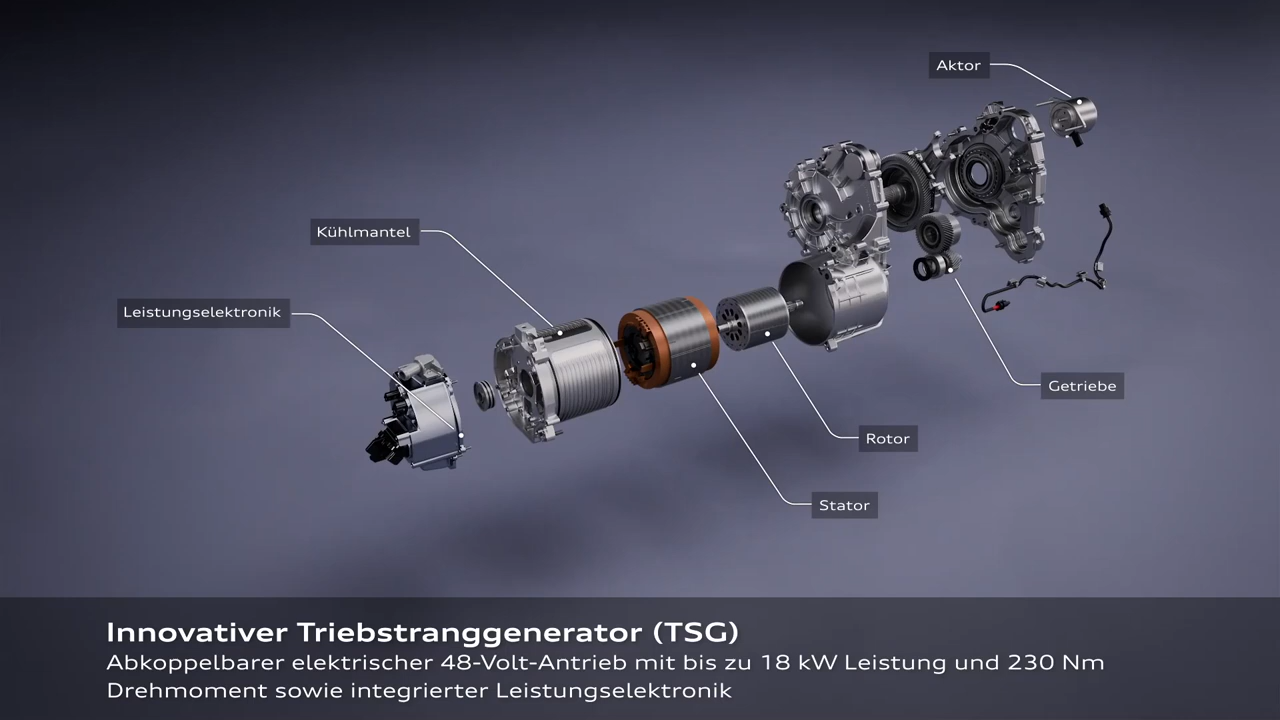 Aktor
Kühlmantel
Leistungselektronik
Getriebe
Rotor
Stator
Innovativer Triebstranggenerator (TSG)
Abkoppelbarer elektrischer 48-Volt-Antrieb mit bis zu 18 kW Leistung und 230 Nm
Drehmoment sowie integrierter Leistungselektronik